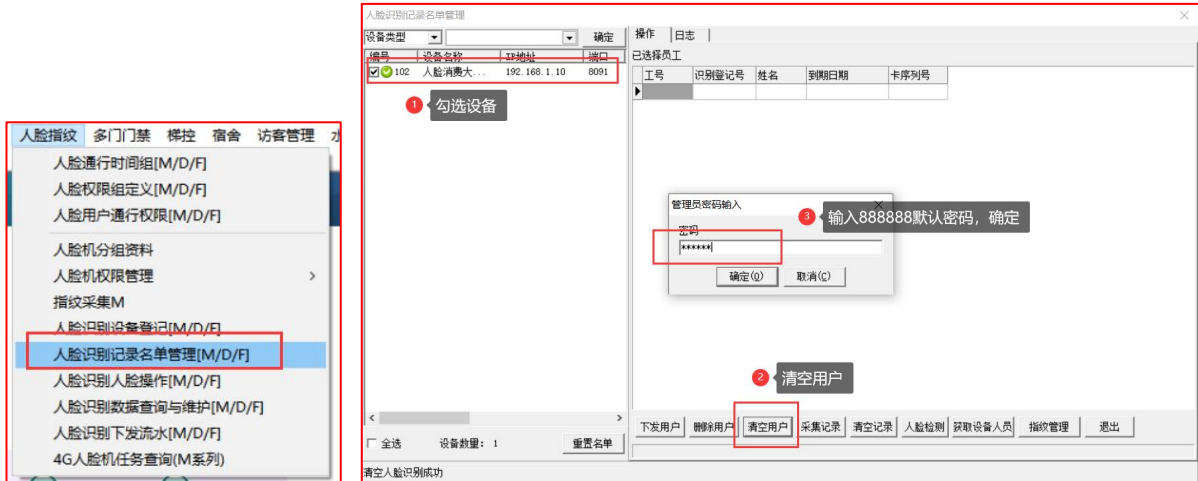 人脸指纹 多门门禁 梯控 宿舍 访客管理
人脸通行时间组[M/D/F]
人脸权限组定义[M/D/F]
人脸用户通行权限[M/D/F]
人脸机分组资料
人脸机权限管理 >
指纹采集M
人脸识别设备登记[M/D/F]
人脸识别记录名单管理[M/D/F]
人脸识别人脸操作[M/D/F]
人脸识别数据查询与维护[M/D/F]
人脸识别下发流水[M/D/F]
4G人脸机任务查询(M系列)
人脸识别记录名单管理
设备类型 确定
编号 设备名称 IP地址 端口
102 人脸消费大... 192.168.1.10 8091
1 勾选设备
全选 设备数量: 1 重置名单
清空人脸识别成功
操作 日志
已选择员工
工号 识别登记号 姓名 到期日期 卡序列号
管理员密码输入
3 输入888888默认密码，确定
密码
******
确定(O) 取消(C)
2 清空用户
下发用户 删除用户 清空用户 采集记录 清空记录 人脸检测 获取设备人员 指纹管理 退出